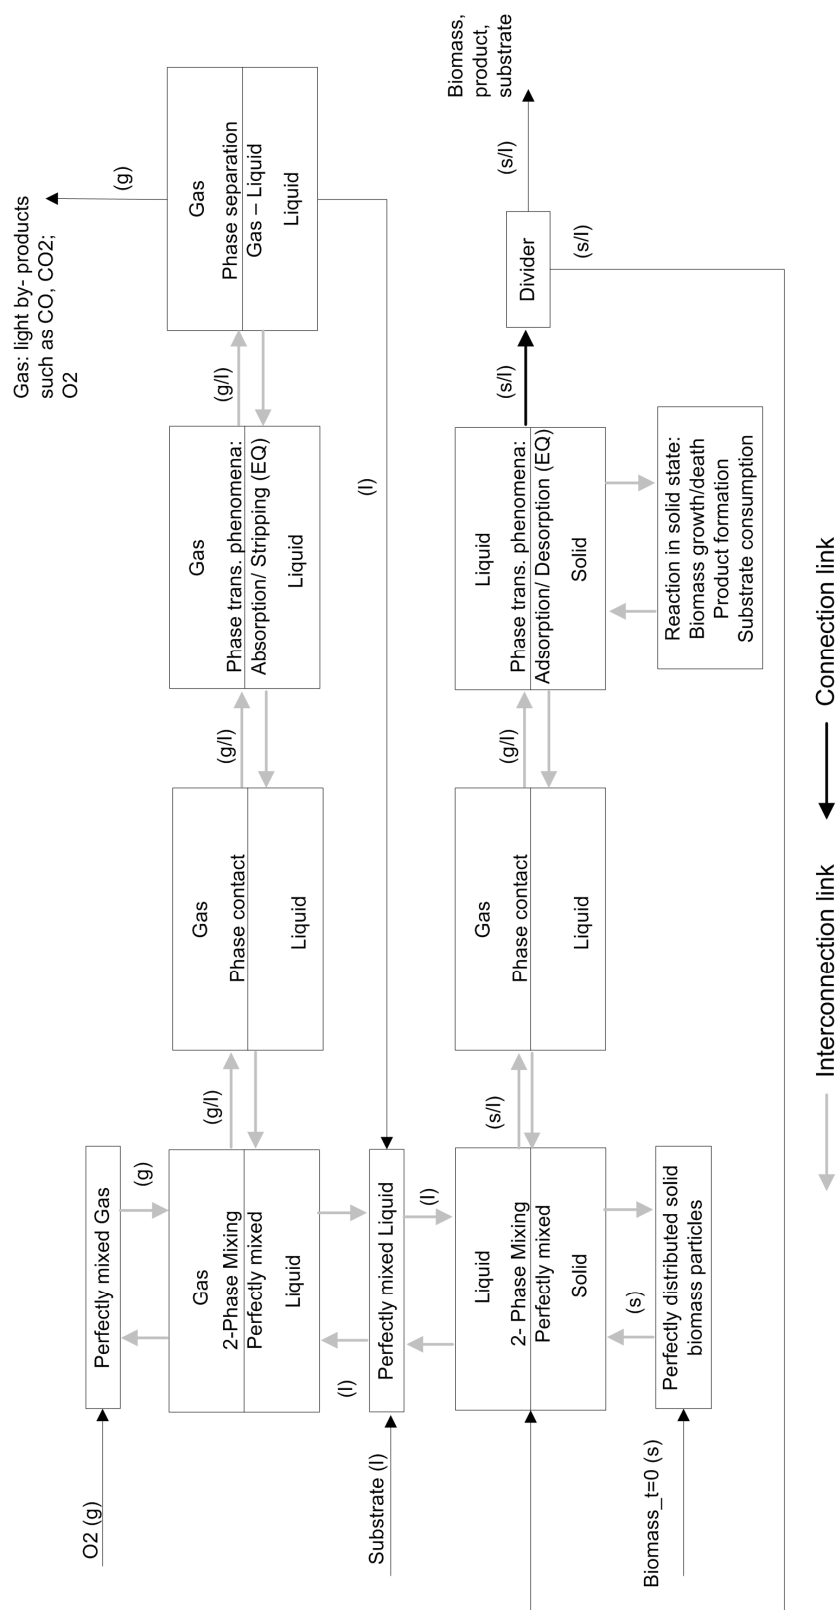 O2 (g)
Perfectly mixed Gas
(g)
Gas
2-Phase Mixing
Perfectly mixed
Liquid
(g/l)
Gas
Phase contact
Liquid
(g/l)
Gas
Phase trans. phenomena:
Absorption/ Stripping (EQ)
Liquid
(g/l)
Gas
Phase separation
Gas – Liquid
Liquid
(g)
Gas: light by- products
such as CO, CO2;
O2
(l)
(l)
Substrate (l)
Perfectly mixed Liquid
(l)
Liquid
2- Phase Mixing
Perfectly mixed
Solid
(s/l)
Gas
Phase contact
Liquid
(g/l)
Liquid
Phase trans. phenomena:
Adsorption/ Desorption (EQ)
Solid
(s/l)
Divider
(s/l)
(s/l)
Biomass,
product,
substrate
Biomass_t=0 (s)
(s)
Perfectly distributed solid
biomass particles
Reaction in solid state:
Biomass growth/death
Product formation
Substrate consumption
Interconnection link
Connection link